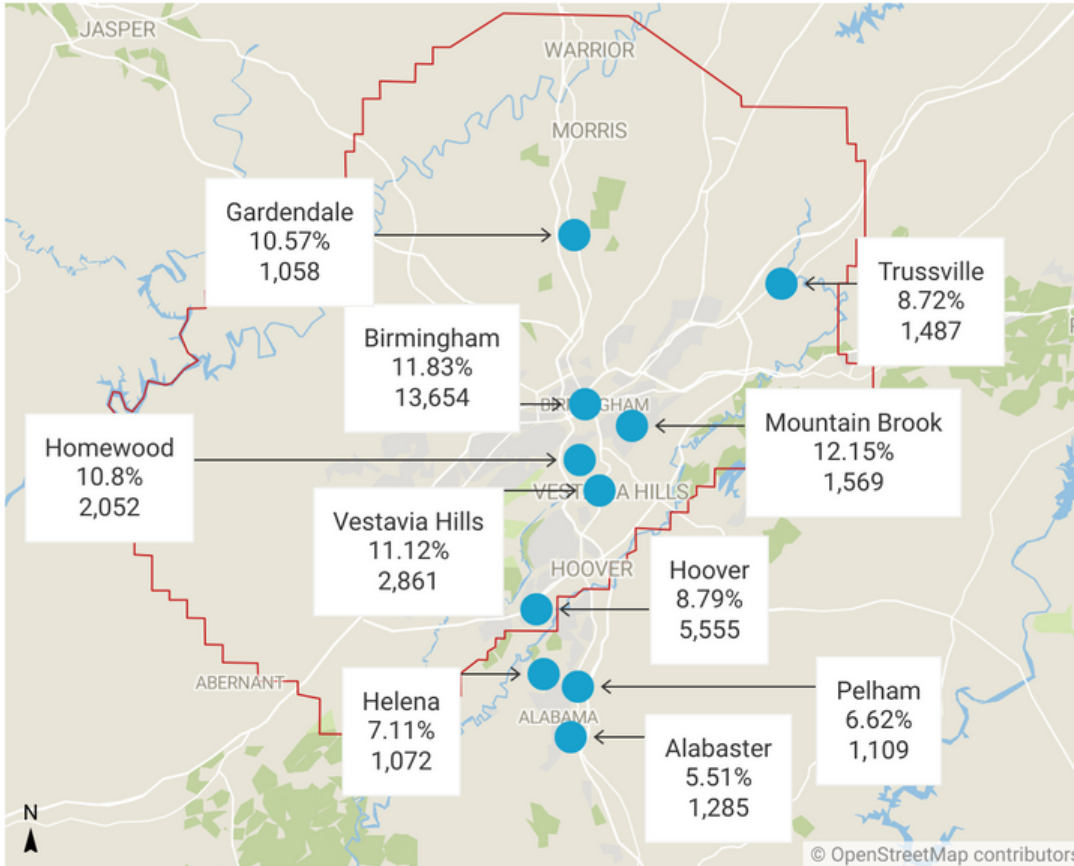 JASPER
WARRIOR
MORRIS
Gardendale
10.57%
1,058
Trussville
8.72%
1,487
Birmingham
11.83%
13,654
Mountain Brook
12.15%
1,569
Homewood
10.8%
2,052
Vestavia Hills
11.12%
2,861
HOOVER
Hoover
8.79%
5,555
ABERNANT
Helena
7.11%
1,072
ALABAMA
Pelham
6.62%
1,109
Alabaster
5.51%
1,285
N
© OpenStreetMap contributors